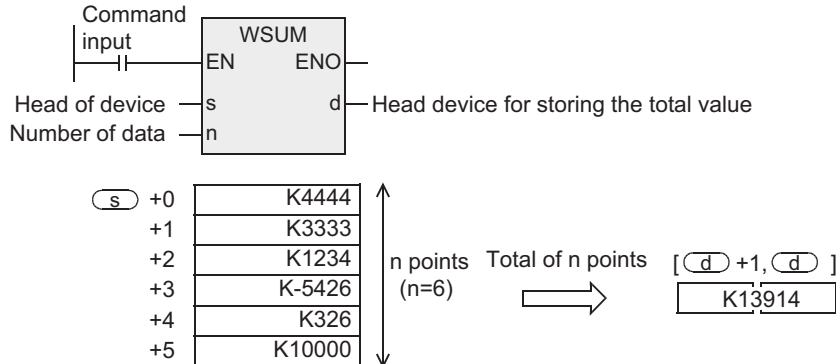 Command
input
WSUM
EN ENO
Head of device s d Head device for storing the total value
Number of data n
s +0 K4444
+1 K3333
+2 K1234
+3 K-5426
+4 K326
+5 K10000
n points
(n=6)
Total of n points
[ d +1, d ]
K13914